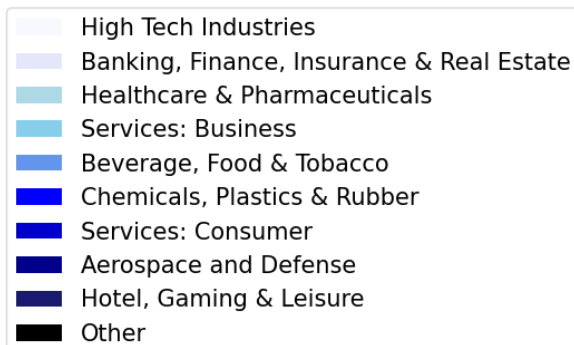 High Tech Industries
Banking, Finance, Insurance & Real Estate
Healthcare & Pharmaceuticals
Services: Business
Beverage, Food & Tobacco
Chemicals, Plastics & Rubber
Services: Consumer
Aerospace and Defense
Hotel, Gaming & Leisure
Other